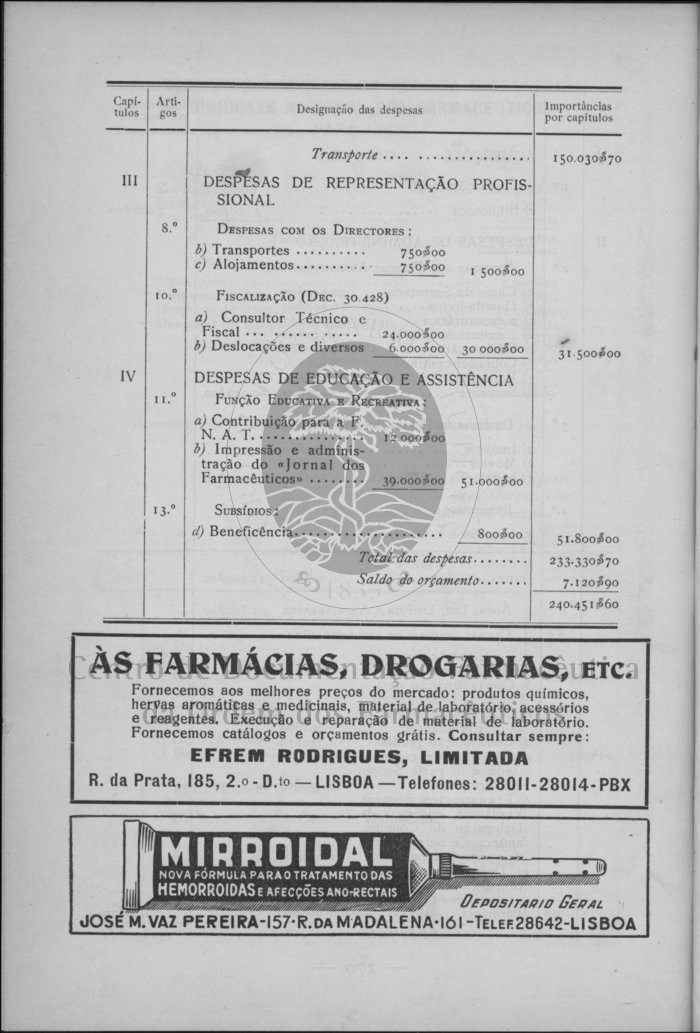 Capí-
tulos
Arti-
gos
Designação das despesas
Importâncias
por capítulos
Transporte .... ................. 150.030$70
III DESPESAS DE REPRESENTAÇÃO PROFIS-
SIONAL
8.º DESPESAS COM OS DIRECTORES:
b) Transportes .......... 750$00
c) Alojamentos........... 750$00 1 500$00
10.º FISCALIZAÇÃO (DEC. 30.428)
a) Consultor Técnico e
Fiscal ... ... ... ..... 24.000$00
b) Deslocações e diversos 6.000$00 30 000$00 31.500$00
IV DESPESAS DE EDUCAÇÃO E ASSISTÊNCIA
11.º FUNÇÃO EDUCATIVA E RECREATIVA:
a) Contribuição para a F.
N. A. T. ................ 12.000$00
b) Impressão e adminis-
tração do «Jornal dos
Farmacêuticos» ........ 39.000$00 51.000$00
13.º SUBSÍDIOS:
d) Beneficência...................... 800$00 51.800$00
Total das despesas........ 233.330$70
Saldo do orçamento....... 7.120$90
240.451$60
1835
Centro de Documentação Farmacêutica
da Ordem dos Farmacêuticos
ÀS FARMÁCIAS, DROGARIAS, ETC.
Fornecemos aos melhores preços do mercado: produtos químicos,
hervas aromáticas e medicinais, material de laboratório, acessórios
e reagentes. Execução e reparação de material de laboratório.
Fornecemos catálogos e orçamentos grátis. Consultar sempre:
EFREM RODRIGUES, LIMITADA
R. da Prata, 185, 2.º - D.to — LISBOA — Telefones: 28011-28014-PBX
MIRROIDAL
NOVA FÓRMULA PARA O TRATAMENTO DAS
HEMORROIDAS E AFECÇÕES ANO-RECTAIS
DEPOSITARIO GERAL
JOSÉ M. VAZ PEREIRA-157·R. DA MADALENA·161-TELEF. 28642-LISBOA